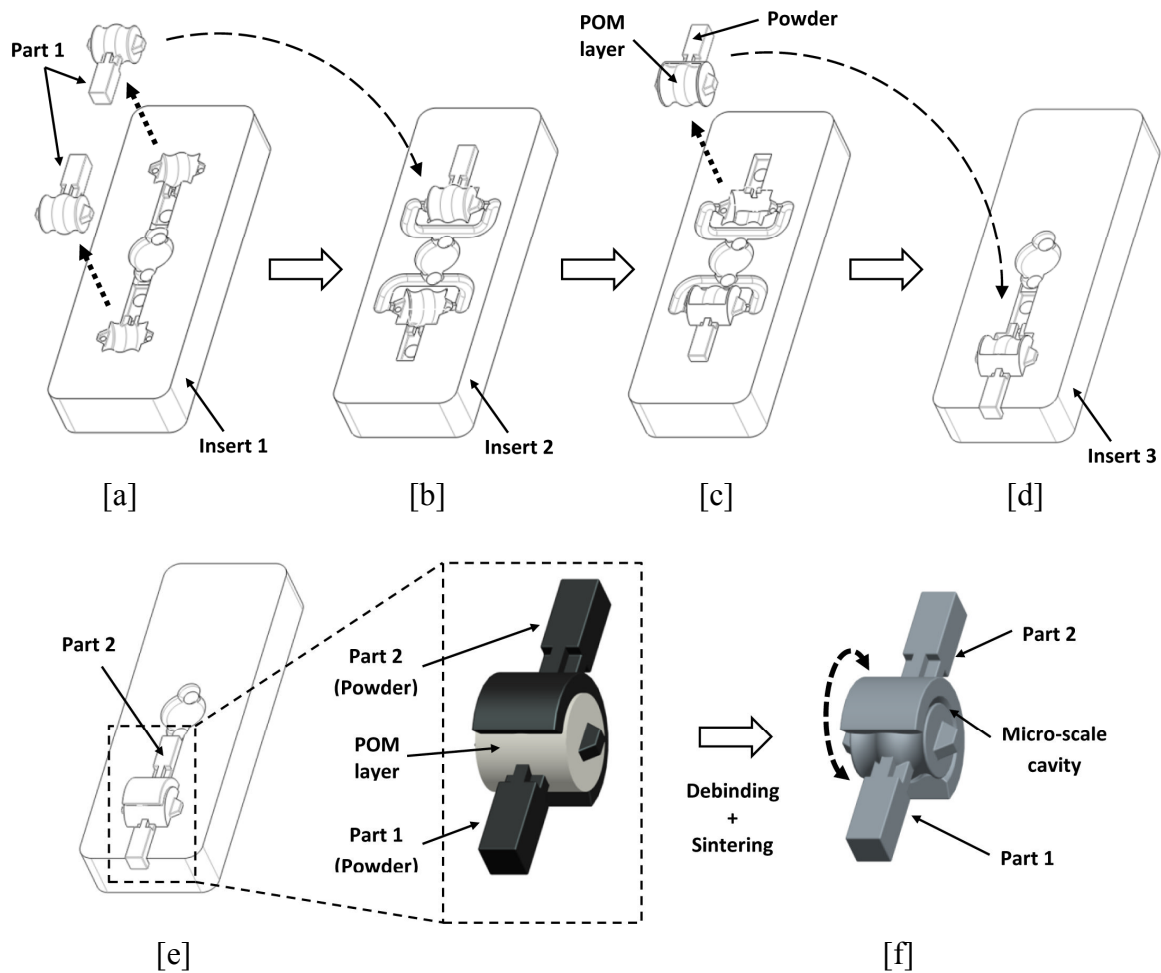 Part 1
POM
layer
Powder
Insert 1
Insert 2
Insert 3
[a]
[b]
[c]
[d]
Part 2
Part 2
(Powder)
POM
layer
Part 1
(Powder)
Debinding
+
Sintering
Part 2
Micro-scale
cavity
Part 1
[e]
[f]